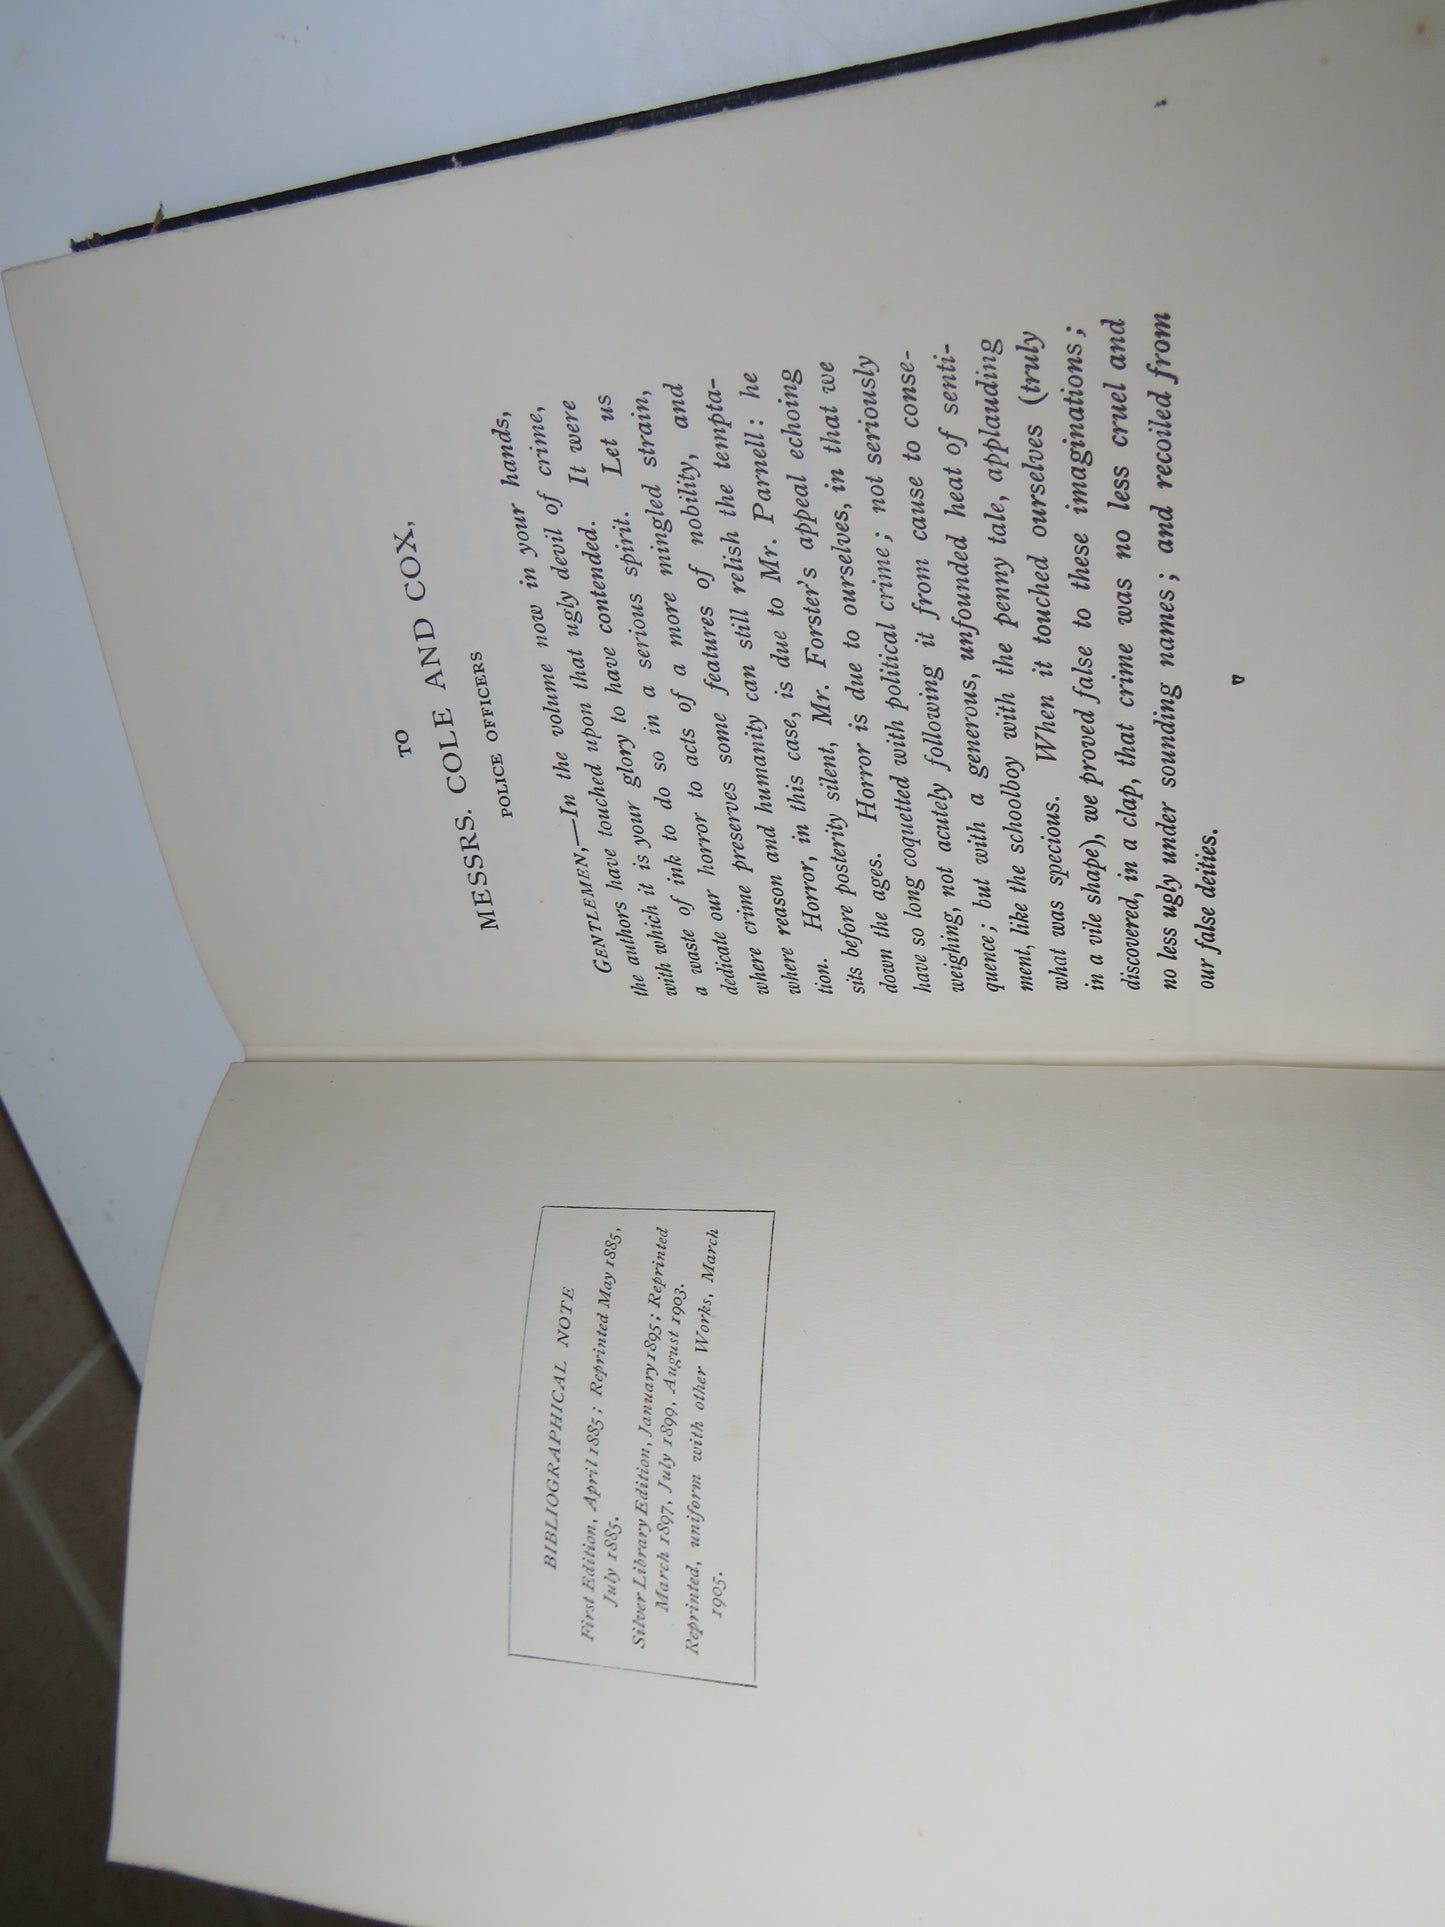 BIBLIOGRAPHICAL NOTE
First Edition, April 1885; Reprinted May 1885,
July 1885.
Silver Library Edition, January 1895; Reprinted
March 1897, July 1899, August 1903.
Reprinted, uniform with other Works, March
1905.
TO
MESSRS. COLE AND COX,
POLICE OFFICERS
GENTLEMEN,—In the volume now in your hands,
the authors have touched upon that ugly devil of crime,
with which it is your glory to have contended. It were
a waste of ink to do so in a serious spirit. Let us
dedicate our horror to acts of a more mingled strain,
where crime preserves some features of nobility, and
where reason and humanity can still relish the tempta-
tion. Horror, in this case, is due to Mr. Parnell: he
sits before posterity silent, Mr. Forster's appeal echoing
down the ages. Horror is due to ourselves, in that we
have so long coquetted with political crime; not seriously
weighing, not acutely following it from cause to conse-
quence; but with a generous, unfounded heat of senti-
ment, like the schoolboy with the penny tale, applauding
what was specious. When it touched ourselves (truly
in a vile shape), we proved false to these imaginations;
discovered, in a clap, that crime was no less cruel and
no less ugly under sounding names; and recoiled from
our false deities.
v